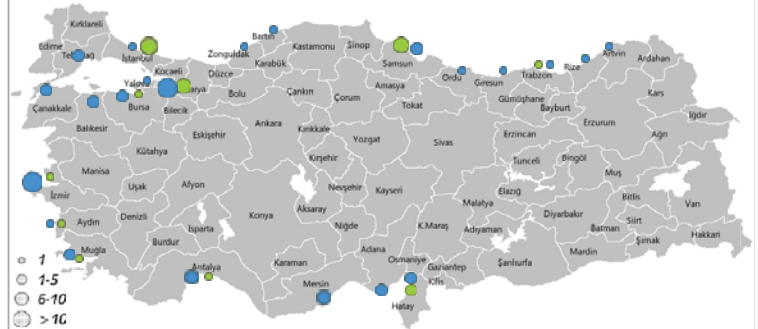 Kırklareli
Edirne
Tekirdağ
İstanbul
Kocaeli
Yalova
Bursa
Bilecik
Çanakkale
Balıkesir
Zonguldak
Bartın
Karabük
Düzce
Bolu
Kastamonu
Sinop
Samsun
Çankırı
Çorum
Amasya
Tokat
Ordu
Giresun
Trabzon
Rize
Artvin
Ardahan
Gümüşhane
Bayburt
Kars
Iğdır
Erzurum
Ağrı
Eskişehir
Ankara
Kırıkkale
Yozgat
Sivas
Erzincan
Tunceli
Bingöl
Muş
Kütahya
Manisa
Uşak
Afyon
Kırşehir
Nevşehir
Kayseri
Malatya
Elazığ
Diyarbakır
Bitlis
Van
Siirt
Batman
Hakkari
Şırnak
Mardin
İzmir
Aydın
Denizli
Isparta
Burdur
Konya
Aksaray
Niğde
K.Maraş
Adıyaman
Muğla
Antalya
Karaman
Mersin
Adana
Osmaniye
Gaziantep
Kilis
Şanlıurfa
Hatay
1
1-5
6-10
>10